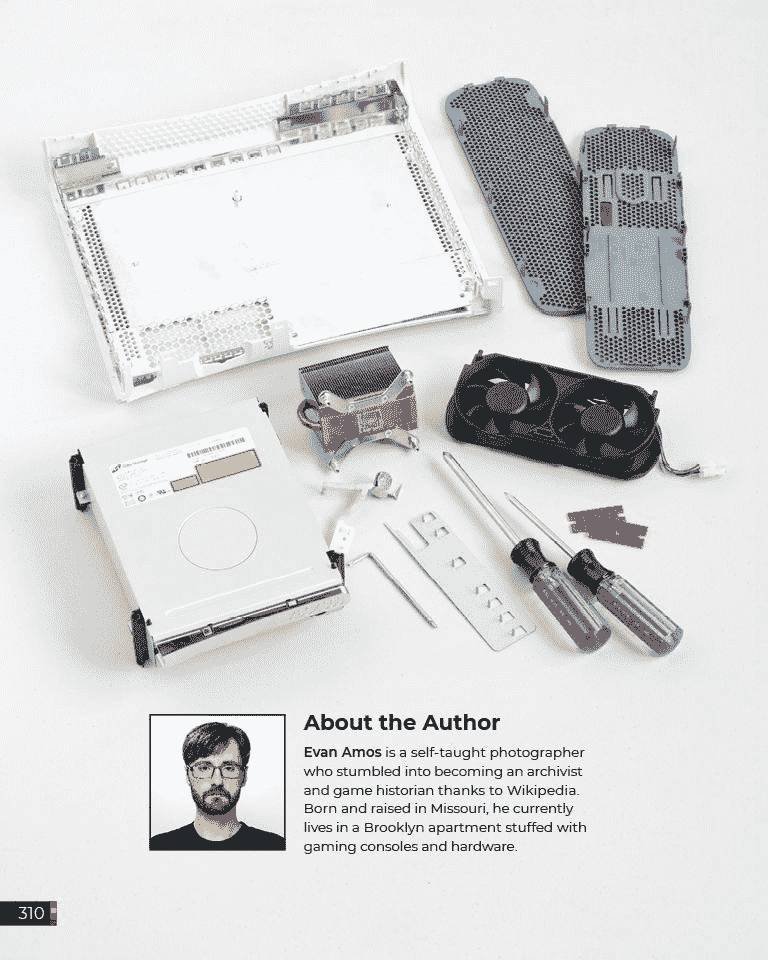 About the Author
Evan Amos is a self-taught photographer
who stumbled into becoming an archivist
and game historian thanks to Wikipedia.
Born and raised in Missouri, he currently
lives in a Brooklyn apartment stuffed with
gaming consoles and hardware.
310